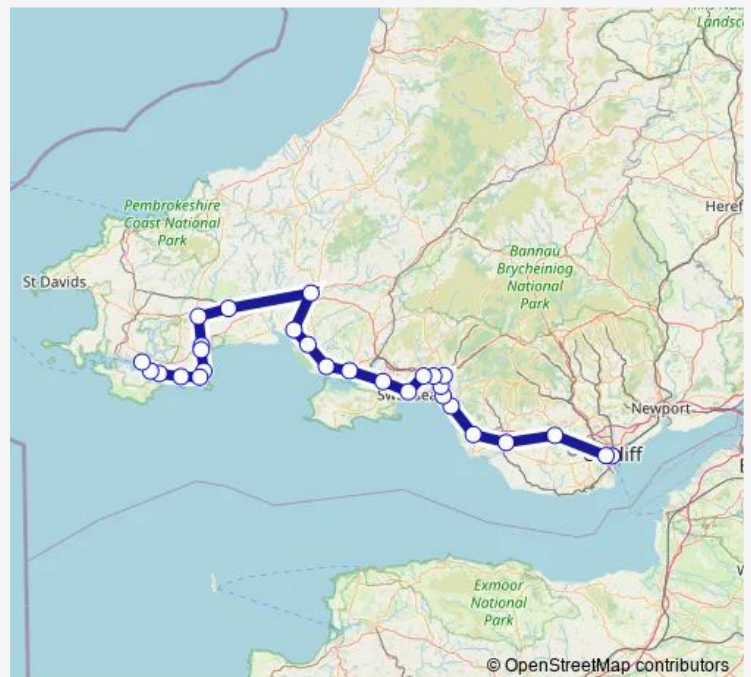 Landsc
Heref
Pembrokeshire
Coast National
Park
St Davids
Bannau
Brycheiniog
National
Park
Newport
Exmoor
National
Park
© OpenStreetMap contributors